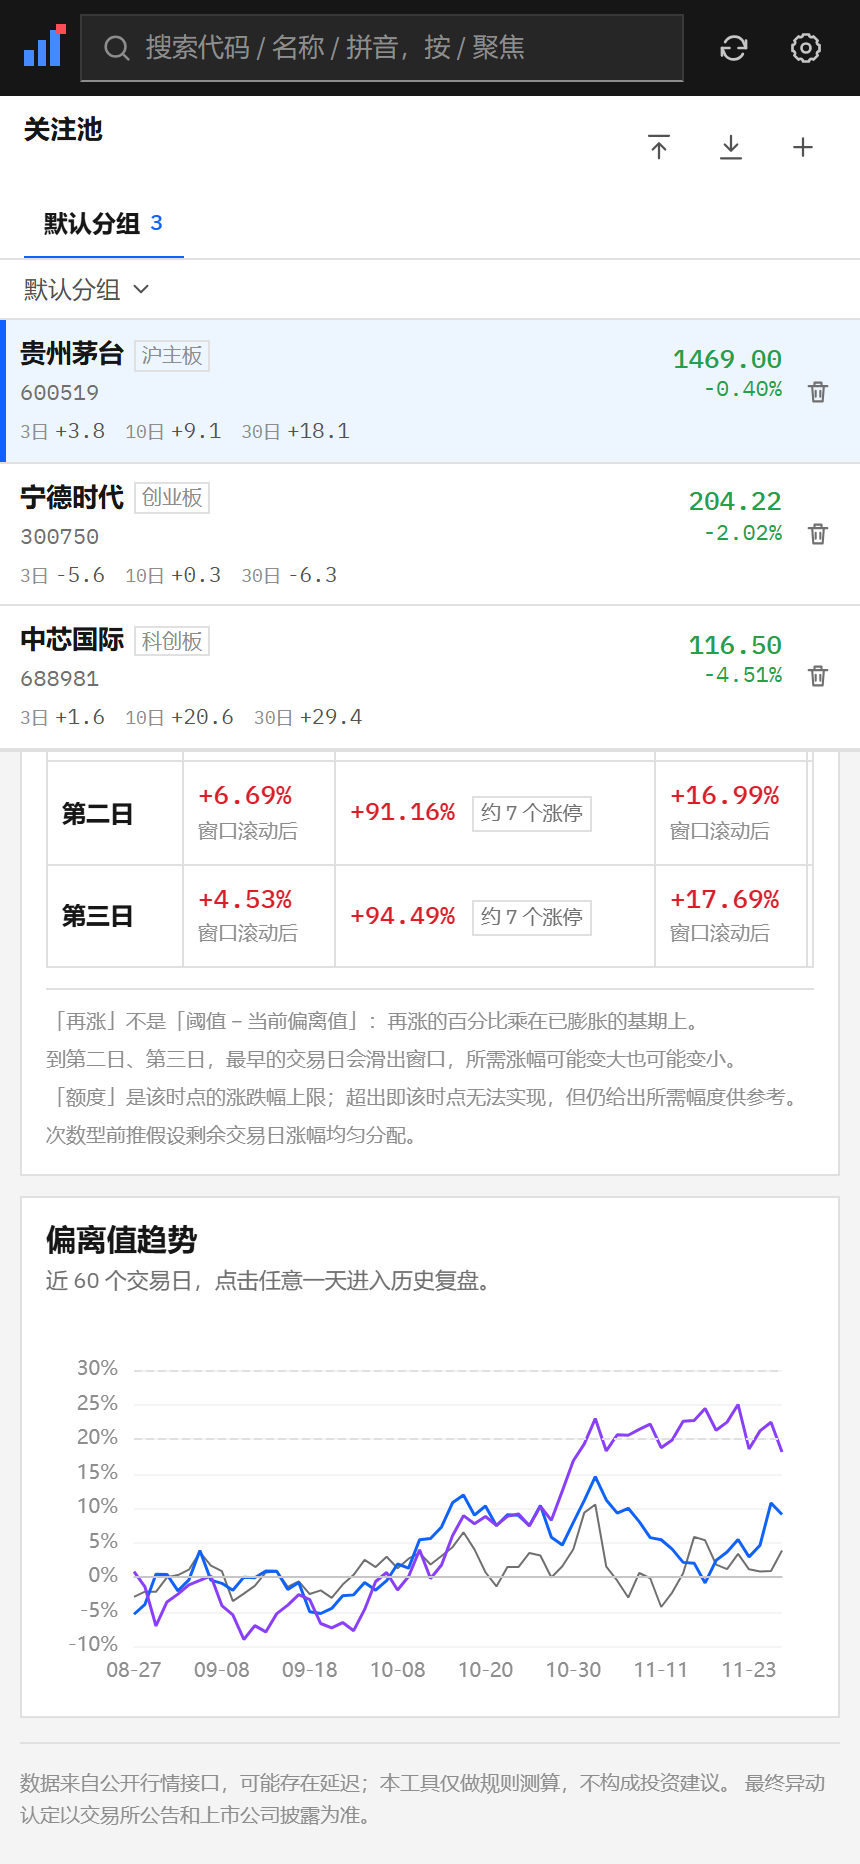 搜索代码 / 名称 / 拼音，按 / 聚焦
关注池
默认分组 3
默认分组
贵州茅台 沪主板
1469.00
600519
-0.40%
3日 +3.8 10日 +9.1 30日 +18.1
宁德时代 创业板
204.22
300750
-2.02%
3日 -5.6 10日 +0.3 30日 -6.3
中芯国际 科创板
116.50
688981
-4.51%
3日 +1.6 10日 +20.6 30日 +29.4
第二日 +6.69% 窗口滚动后 +91.16% 约 7 个涨停 +16.99% 窗口滚动后
第三日 +4.53% 窗口滚动后 +94.49% 约 7 个涨停 +17.69% 窗口滚动后
「再涨」不是「阈值 − 当前偏离值」：再涨的百分比乘在已膨胀的基期上。
到第二日、第三日，最早的交易日会滑出窗口，所需涨幅可能变大也可能变小。
「额度」是该时点的涨跌幅上限；超出即该时点无法实现，但仍给出所需幅度供参考。
次数型前推假设剩余交易日涨幅均匀分配。
偏离值趋势
近 60 个交易日，点击任意一天进入历史复盘。
30%
25%
20%
15%
10%
5%
0%
-5%
-10%
08-27 09-08 09-18 10-08 10-20 10-30 11-11 11-23
数据来自公开行情接口，可能存在延迟；本工具仅做规则测算，不构成投资建议。 最终异动
认定以交易所公告和上市公司披露为准。